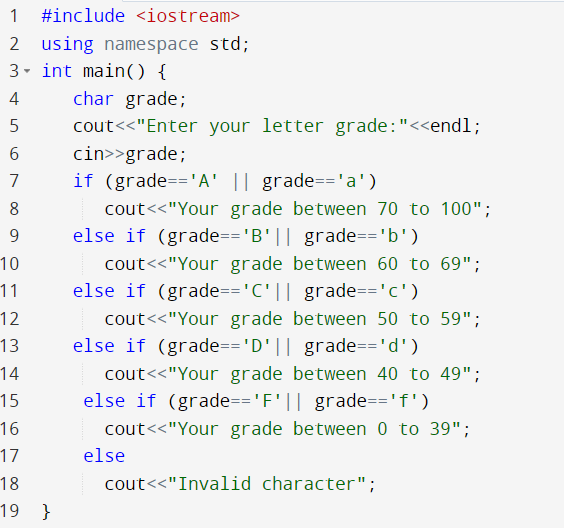 1 #include <iostream>
2 using namespace std;
3 int main() {
4 char grade;
5 cout<<"Enter your letter grade:"<<endl;
6 cin>>grade;
7 if (grade=='A' || grade=='a')
8 cout<<"Your grade between 70 to 100";
9 else if (grade=='B'|| grade=='b')
10 cout<<"Your grade between 60 to 69";
11 else if (grade=='C'|| grade=='c')
12 cout<<"Your grade between 50 to 59";
13 else if (grade=='D'|| grade=='d')
14 cout<<"Your grade between 40 to 49";
15 else if (grade=='F'|| grade=='f')
16 cout<<"Your grade between 0 to 39";
17 else
18 cout<<"Invalid character";
19 }